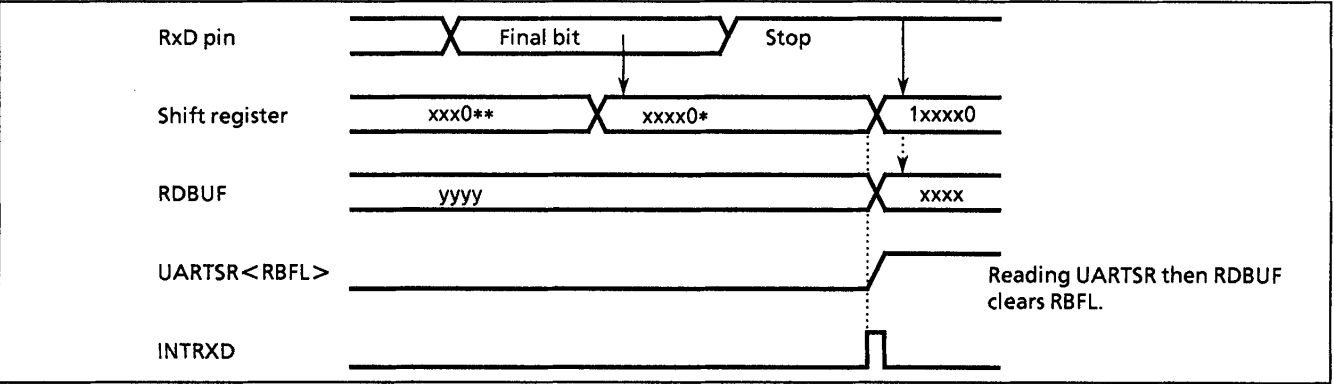 RxD pin
Final bit
Stop
Shift register
xxx0**
xxxx0*
1xxxx0
RDBUF
yyyy
xxxx
UARTSR<RBFL>
Reading UARTSR then RDBUF
clears RBFL.
INTRXD